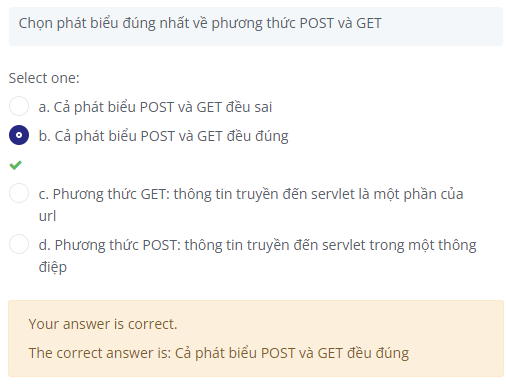 Chọn phát biểu đúng nhất về phương thức POST và GET
Select one:
a. Cả phát biểu POST và GET đều sai
b. Cả phát biểu POST và GET đều đúng
c. Phương thức GET: thông tin truyền đến servlet là một phần của
url
d. Phương thức POST: thông tin truyền đến servlet trong một thông
điệp
Your answer is correct.
The correct answer is: Cả phát biểu POST và GET đều đúng